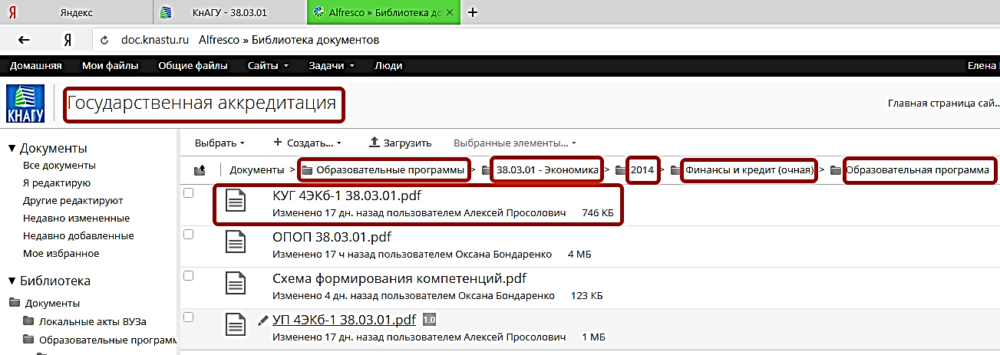 Я Яндекс КнАГУ - 38.03.01 Alfresco » Библиотека до × +
Я doc.knastu.ru Alfresco » Библиотека документов
Домашняя Мои файлы Общие файлы Сайты Задачи Люди Елена
КНАГУ Государственная аккредитация Главная страница сай...
Выбрать + Создать... Загрузить Выбранные элементы...
Документы > Образовательные программы > 38.03.01 - Экономика > 2014 > Финансы и кредит (очная) > Образовательная программа
Документы
Все документы
Я редактирую
Другие редактируют
Недавно измененные
Недавно добавленные
Мое избранное
Библиотека
Документы
Локальные акты ВУЗа
Образовательные програм
КУГ 4ЭКб-1 38.03.01.pdf
Изменено 17 дн. назад пользователем Алексей Просолович 746 КБ
ОПОП 38.03.01.pdf
Изменено 17 ч назад пользователем Оксана Бондаренко 4 МБ
Схема формирования компетенций.pdf
Изменено 4 дн. назад пользователем Оксана Бондаренко 123 КБ
УП 4ЭКб-1 38.03.01.pdf 1.0
Изменено 17 дн. назад пользователем Алексей Просолович 1 МБ